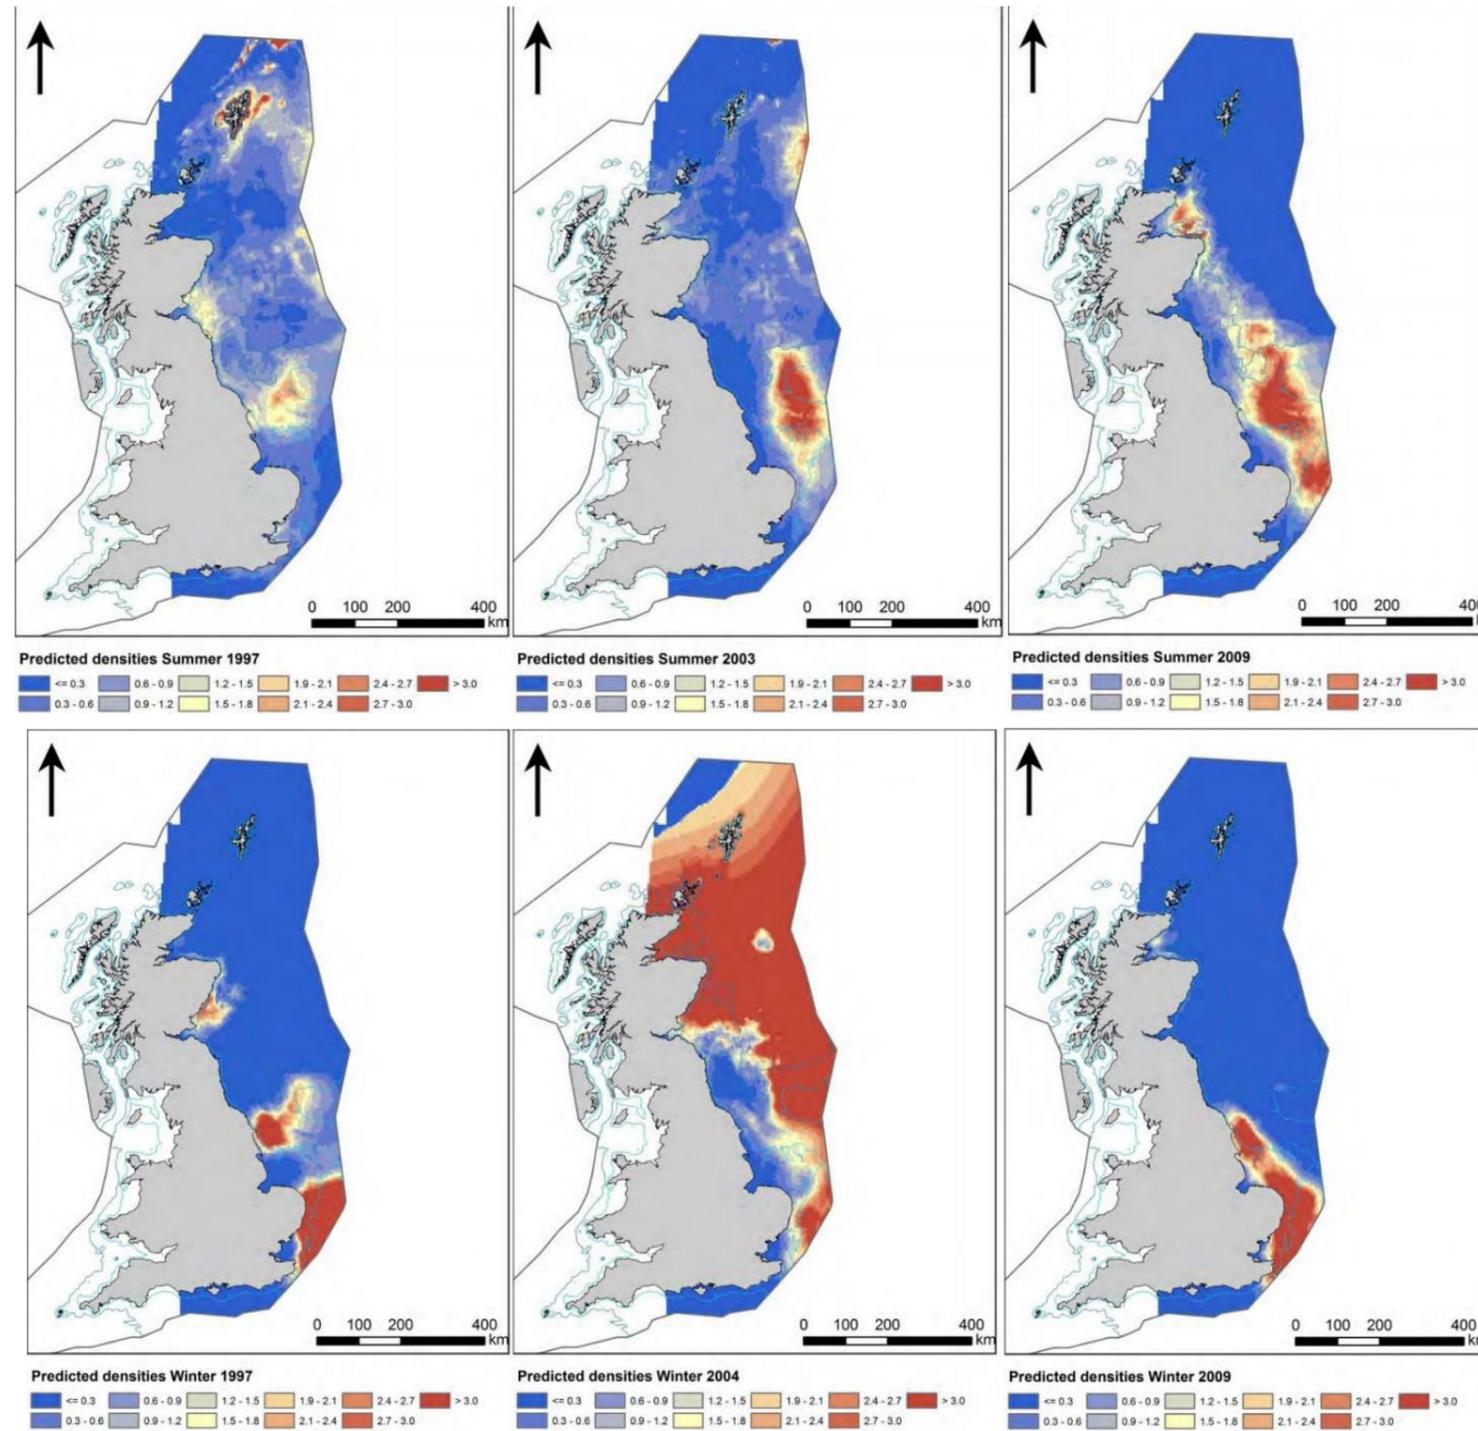 0 100 200 400
km
0 100 200 400
km
0 100 200 400
Predicted densities Summer 1997
<= 0.3 0.6 - 0.9 1.2 - 1.5 1.9 - 2.1 2.4 - 2.7 > 3.0
0.3 - 0.6 0.9 - 1.2 1.5 - 1.8 2.1 - 2.4 2.7 - 3.0
Predicted densities Summer 2003
<= 0.3 0.6 - 0.9 1.2 - 1.5 1.9 - 2.1 2.4 - 2.7 > 3.0
0.3 - 0.6 0.9 - 1.2 1.5 - 1.8 2.1 - 2.4 2.7 - 3.0
Predicted densities Summer 2009
<= 0.3 0.6 - 0.9 1.2 - 1.5 1.9 - 2.1 2.4 - 2.7 > 3.0
0.3 - 0.6 0.9 - 1.2 1.5 - 1.8 2.1 - 2.4 2.7 - 3.0
0 100 200 400
km
0 100 200 400
km
0 100 200 400
Predicted densities Winter 1997
<= 0.3 0.6 - 0.9 1.2 - 1.5 1.9 - 2.1 2.4 - 2.7 > 3.0
0.3 - 0.6 0.9 - 1.2 1.5 - 1.8 2.1 - 2.4 2.7 - 3.0
Predicted densities Winter 2004
<= 0.3 0.6 - 0.9 1.2 - 1.5 1.9 - 2.1 2.4 - 2.7 > 3.0
0.3 - 0.6 0.9 - 1.2 1.5 - 1.8 2.1 - 2.4 2.7 - 3.0
Predicted densities Winter 2009
<= 0.3 0.6 - 0.9 1.2 - 1.5 1.9 - 2.1 2.4 - 2.7 > 3.0
0.3 - 0.6 0.9 - 1.2 1.5 - 1.8 2.1 - 2.4 2.7 - 3.0